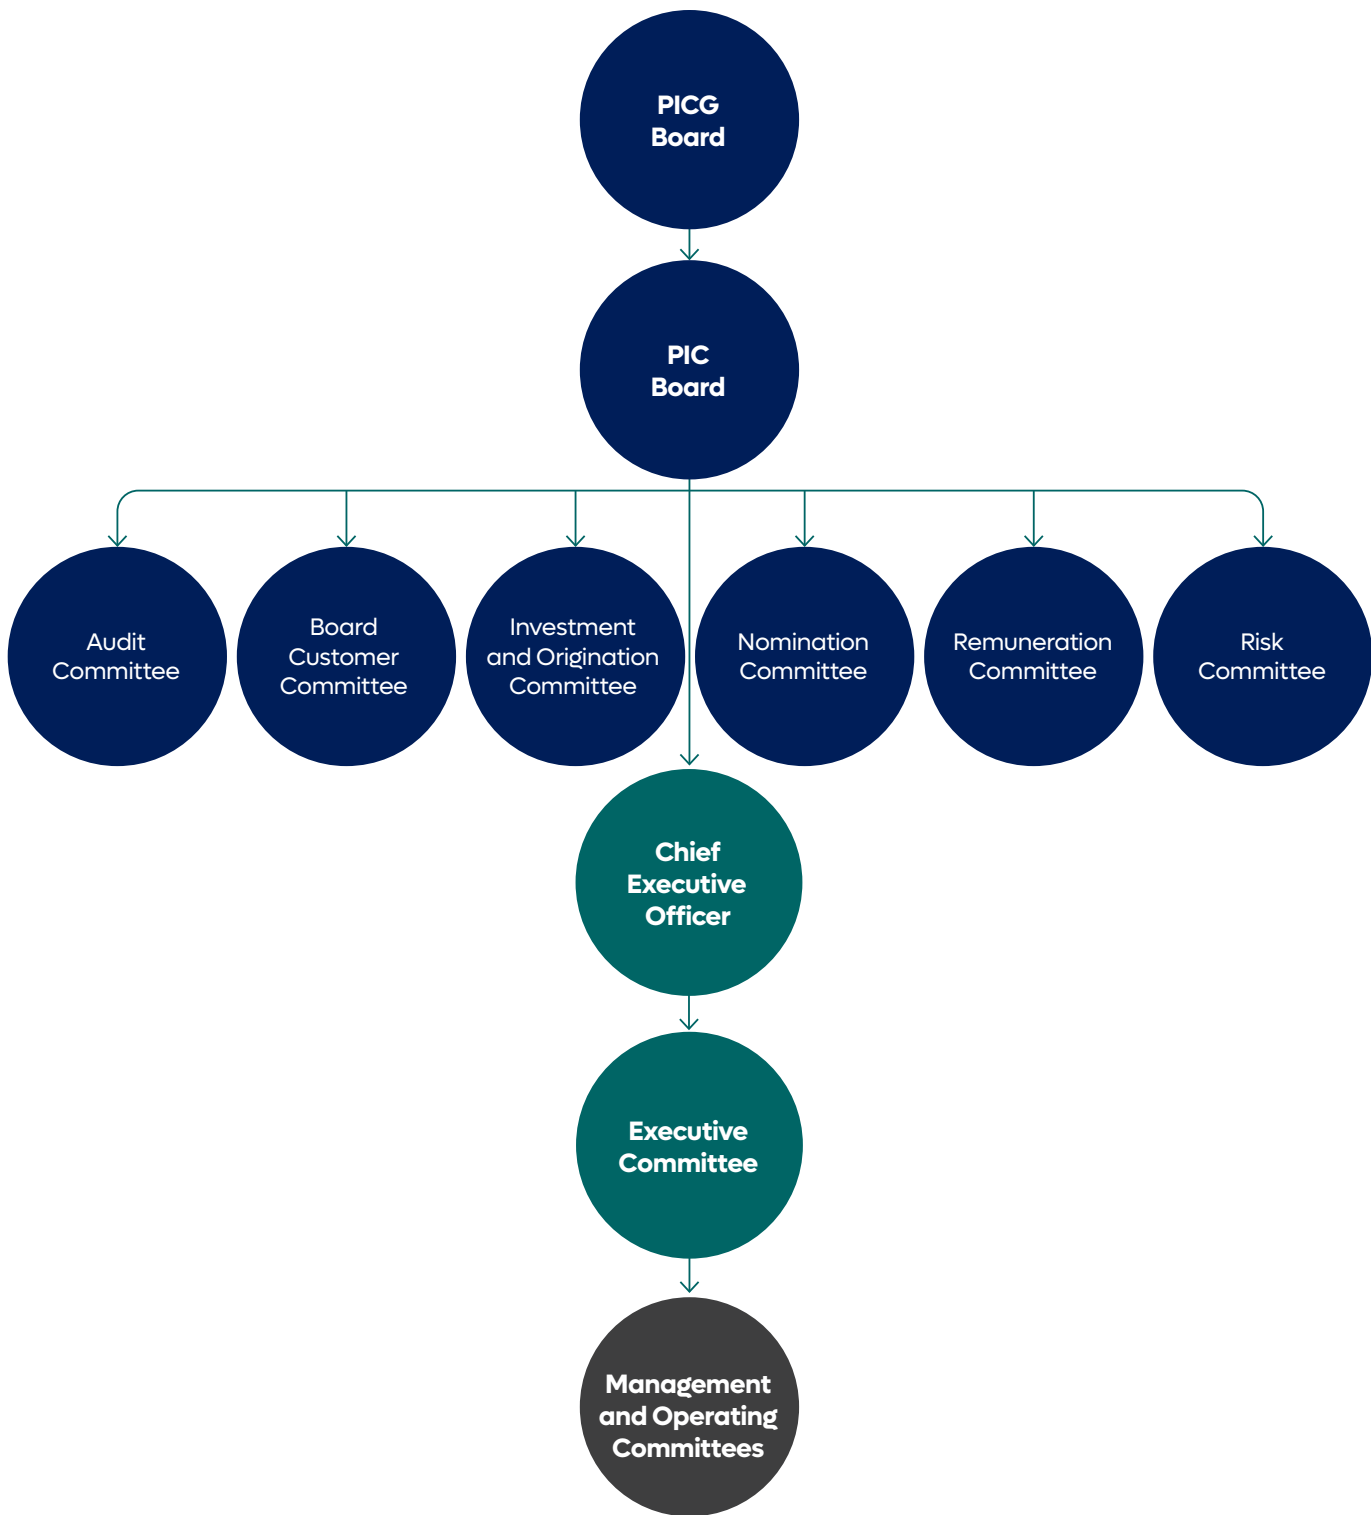 PICG
Board
PIC
Board
Audit
Committee
Board
Customer
Committee
Investment
and Origination
Committee
Nomination
Committee
Remuneration
Committee
Risk
Committee
Chief
Executive
Officer
Executive
Committee
Management
and Operating
Committees